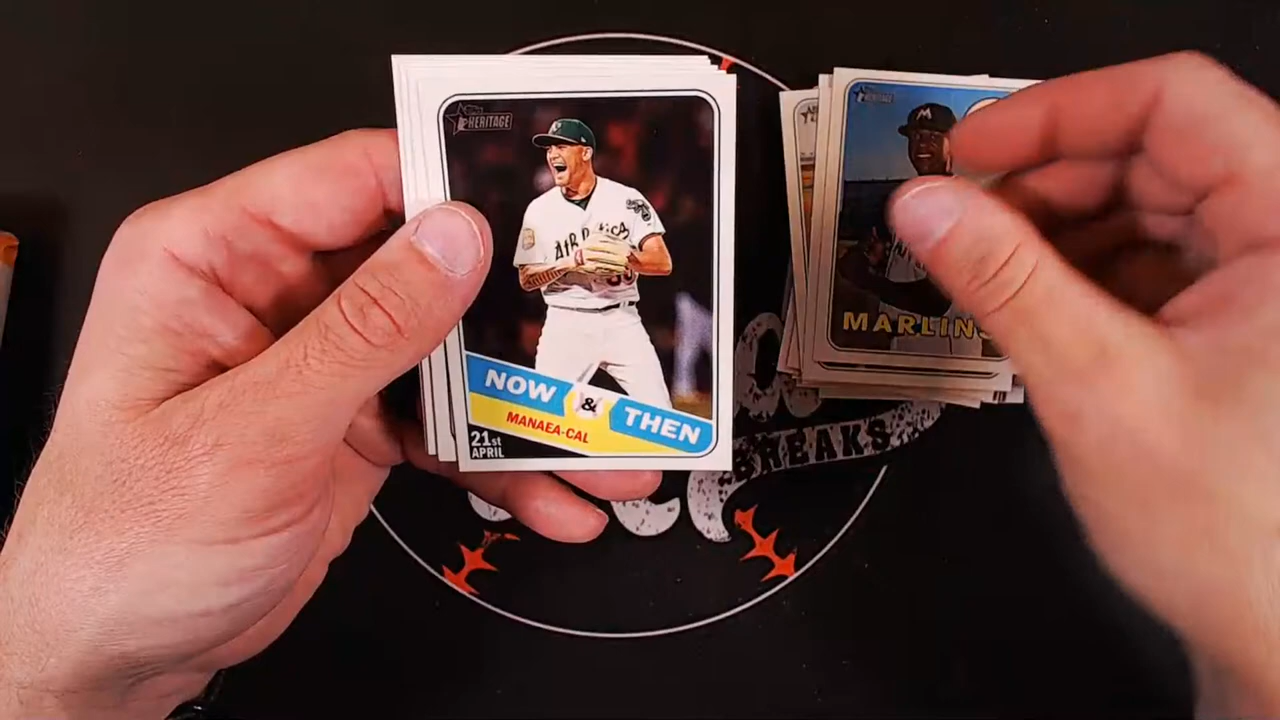 HERITAGE
NOW & THEN
MANAEA-CAL
21st
APRIL
AthLetics
HERITAGE
M
MARLINS
BREAKS